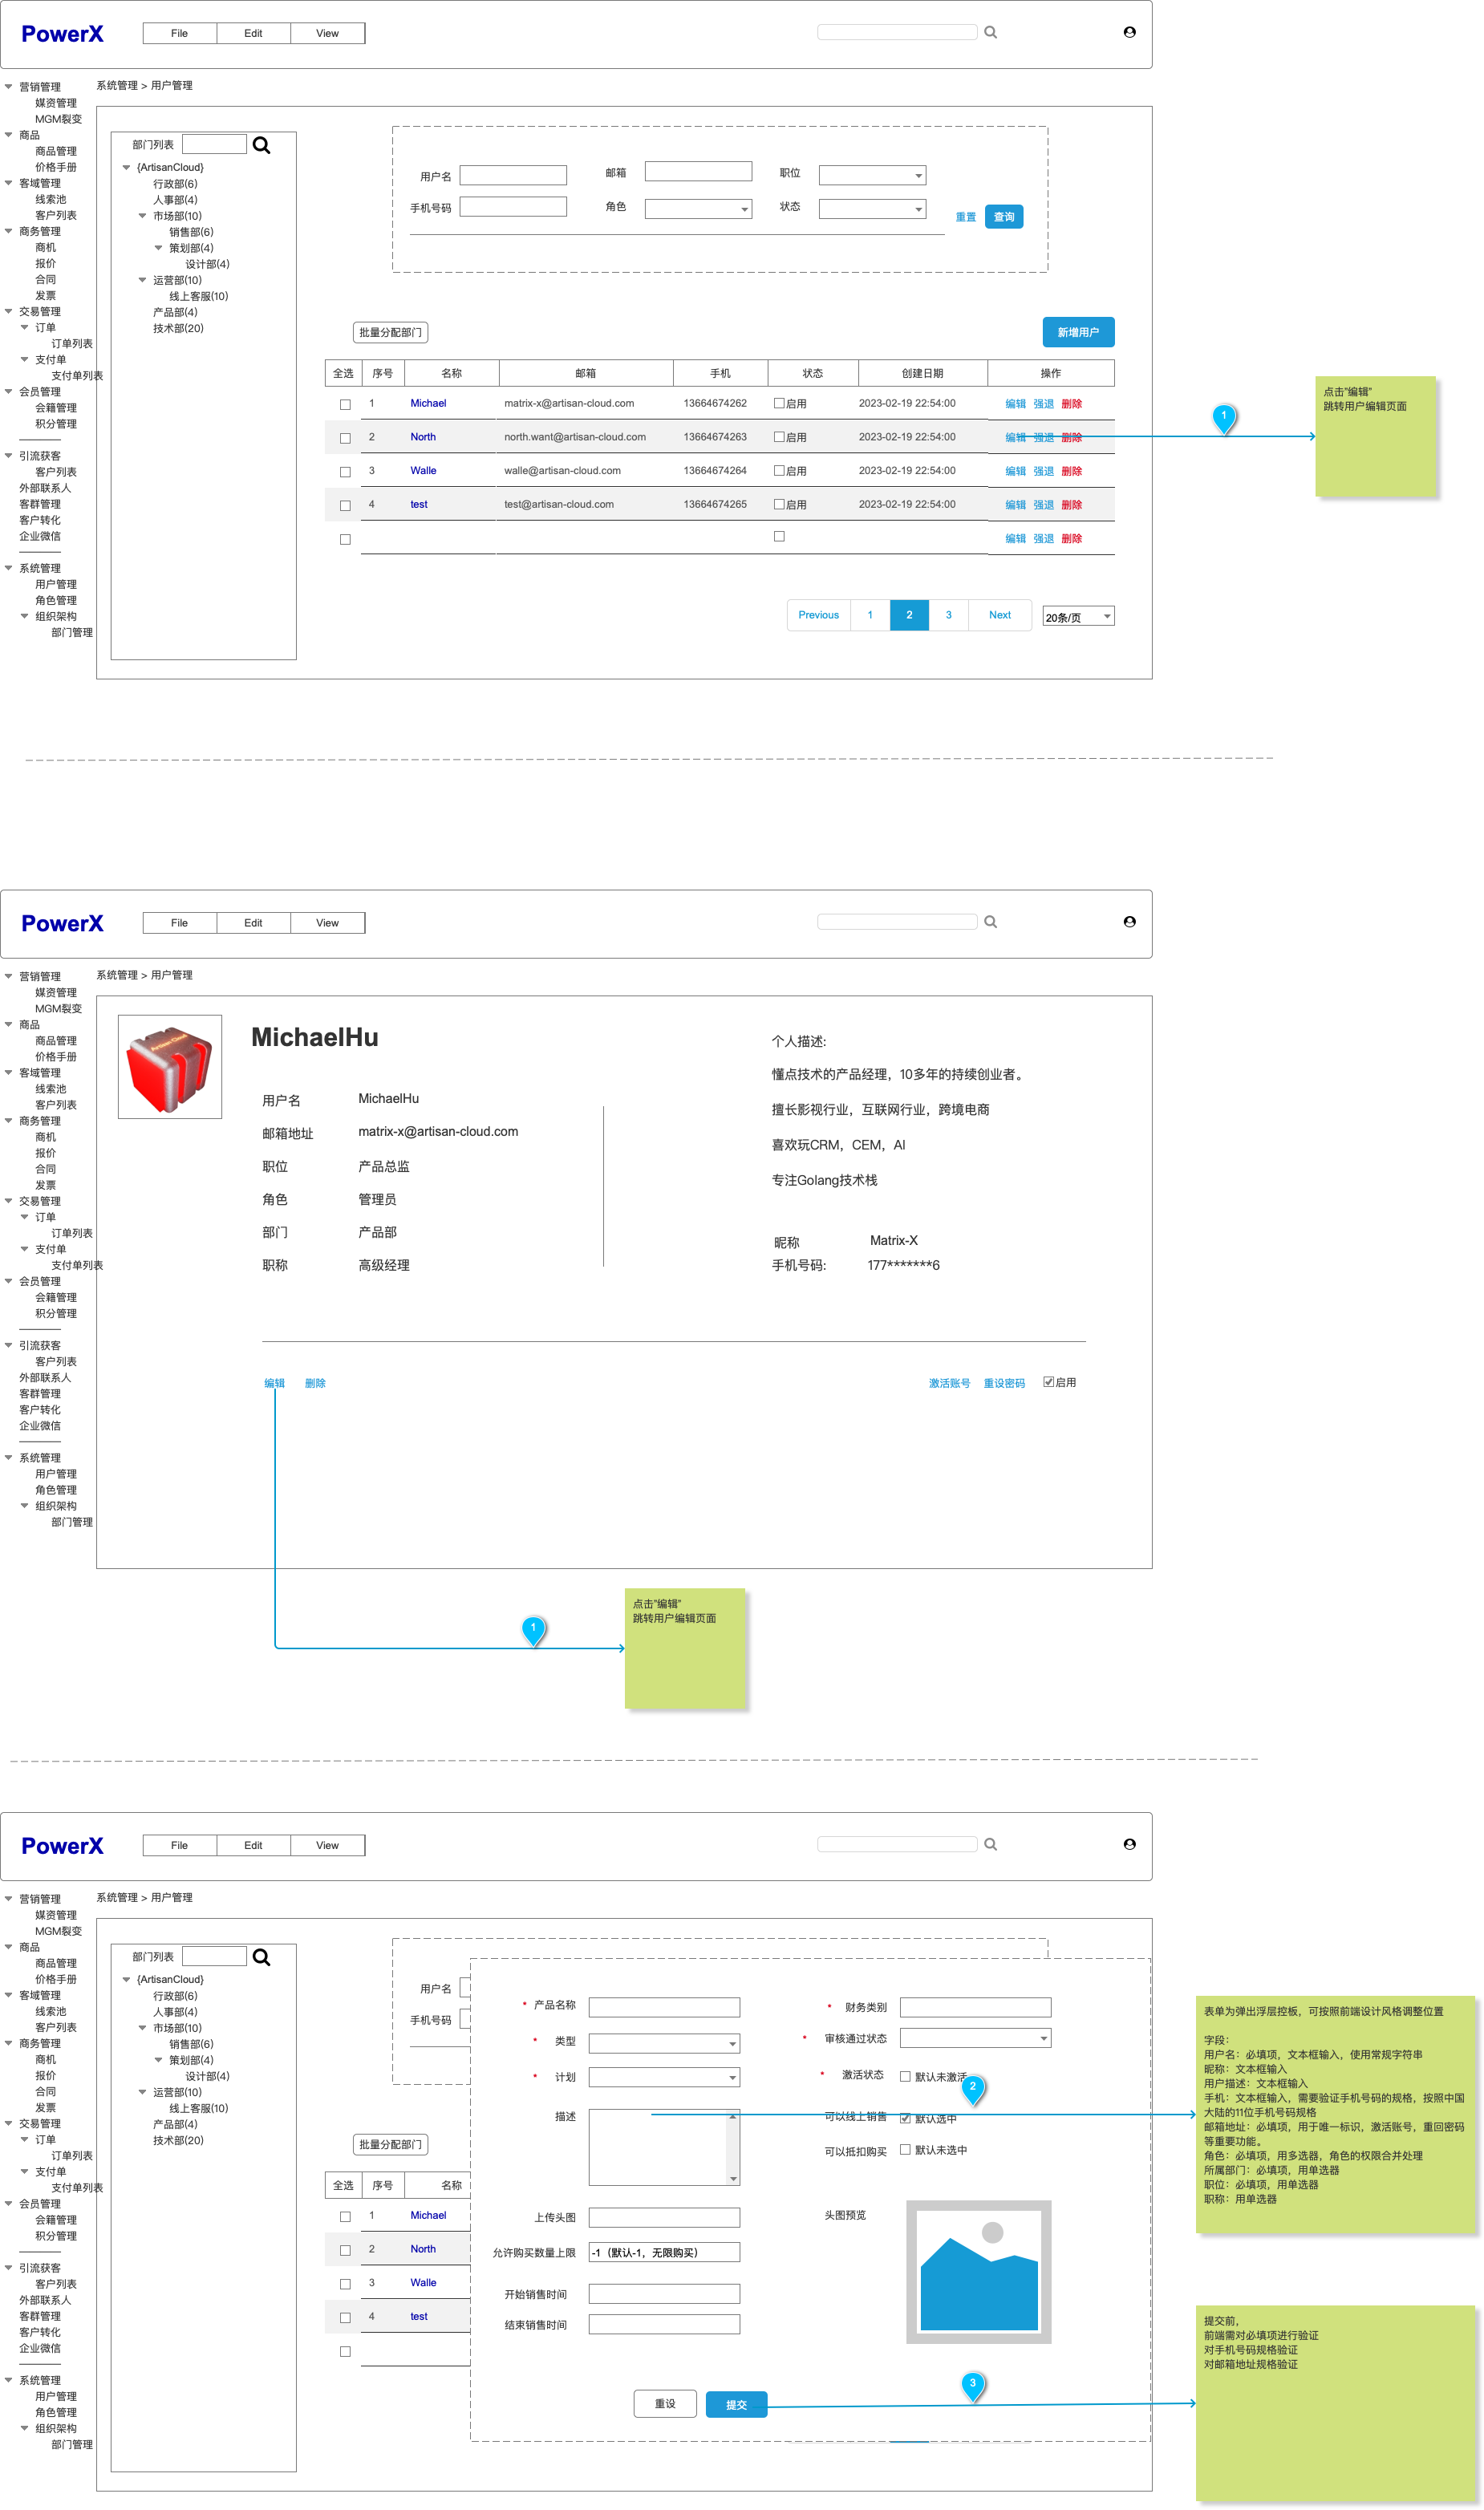 PowerX
File Edit View
系统管理 > 用户管理
营销管理
媒资管理
MGM裂变
商品
商品管理
价格手册
客域管理
线索池
客户列表
商务管理
商机
报价
合同
发票
交易管理
订单
订单列表
支付单
支付单列表
会员管理
会籍管理
积分管理
引流获客
客户列表
外部联系人
客群管理
客户转化
企业微信
系统管理
用户管理
角色管理
组织架构
部门管理
部门列表
{ArtisanCloud}
行政部(6)
人事部(4)
市场部(10)
销售部(6)
策划部(4)
设计部(4)
运营部(10)
线上客服(10)
产品部(4)
技术部(20)
用户名 邮箱 职位
手机号码 角色 状态
重置 查询
批量分配部门 新增用户
全选 序号 名称 邮箱 手机 状态 创建日期 操作
1 Michael matrix-x@artisan-cloud.com 13664674262 启用 2023-02-19 22:54:00 编辑 强退 删除
2 North north.want@artisan-cloud.com 13664674263 启用 2023-02-19 22:54:00 编辑 强退 删除
3 Walle walle@artisan-cloud.com 13664674264 启用 2023-02-19 22:54:00 编辑 强退 删除
4 test test@artisan-cloud.com 13664674265 启用 2023-02-19 22:54:00 编辑 强退 删除
编辑 强退 删除
Previous 1 2 3 Next 20条/页
1
点击“编辑”
跳转用户编辑页面
PowerX
File Edit View
系统管理 > 用户管理
营销管理
媒资管理
MGM裂变
商品
商品管理
价格手册
客域管理
线索池
客户列表
商务管理
商机
报价
合同
发票
交易管理
订单
订单列表
支付单
支付单列表
会员管理
会籍管理
积分管理
引流获客
客户列表
外部联系人
客群管理
客户转化
企业微信
系统管理
用户管理
角色管理
组织架构
部门管理
MichaelHu
用户名 MichaelHu
邮箱地址 matrix-x@artisan-cloud.com
职位 产品总监
角色 管理员
部门 产品部
职称 高级经理
个人描述:
懂点技术的产品经理，10多年的持续创业者。
擅长影视行业，互联网行业，跨境电商
喜欢玩CRM，CEM，AI
专注Golang技术栈
昵称 Matrix-X
手机号码: 177*******6
编辑 删除 激活账号 重设密码 启用
1
点击“编辑”
跳转用户编辑页面
PowerX
File Edit View
系统管理 > 用户管理
营销管理
媒资管理
MGM裂变
商品
商品管理
价格手册
客域管理
线索池
客户列表
商务管理
商机
报价
合同
发票
交易管理
订单
订单列表
支付单
支付单列表
会员管理
会籍管理
积分管理
引流获客
客户列表
外部联系人
客群管理
客户转化
企业微信
系统管理
用户管理
角色管理
组织架构
部门管理
部门列表
{ArtisanCloud}
行政部(6)
人事部(4)
市场部(10)
销售部(6)
策划部(4)
设计部(4)
运营部(10)
线上客服(10)
产品部(4)
技术部(20)
用户名
手机号码
批量分配部门
全选 序号 名称
1 Michael
2 North
3 Walle
4 test
* 产品名称 * 财务类别
* 类型 * 审核通过状态
* 计划 * 激活状态 默认未激活
描述 可以线上销售 默认选中
可以抵扣购买 默认未选中
上传头图 头图预览
允许购买数量上限 -1（默认-1，无限购买）
开始销售时间
结束销售时间
重设 提交
2
表单为弹出浮层控板，可按照前端设计风格调整位置
字段：
用户名：必填项，文本框输入，使用常规字符串
昵称：文本框输入
用户描述：文本框输入
手机：文本框输入，需要验证手机号码的规格，按照中国
大陆的11位手机号码规格
邮箱地址：必填项，用于唯一标识，激活账号，重回密码
等重要功能。
角色：必填项，用多选器，角色的权限合并处理
所属部门：必填项，用单选器
职位：必填项，用单选器
职称：用单选器
3
提交前，
前端需对必填项进行验证
对手机号码规格验证
对邮箱地址规格验证